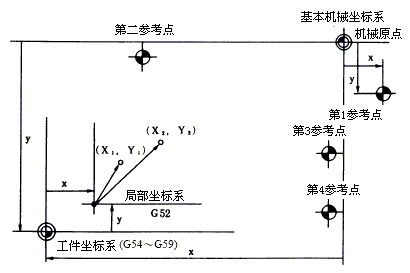 基本机械坐标系
第二参考点
机械原点
x
y
第1参考点
(X₂, Y₂)
第3参考点
(X₁, Y₁)
y
x
局部坐标系
第4参考点
G52
y
工件坐标系 (G54～G59)
x